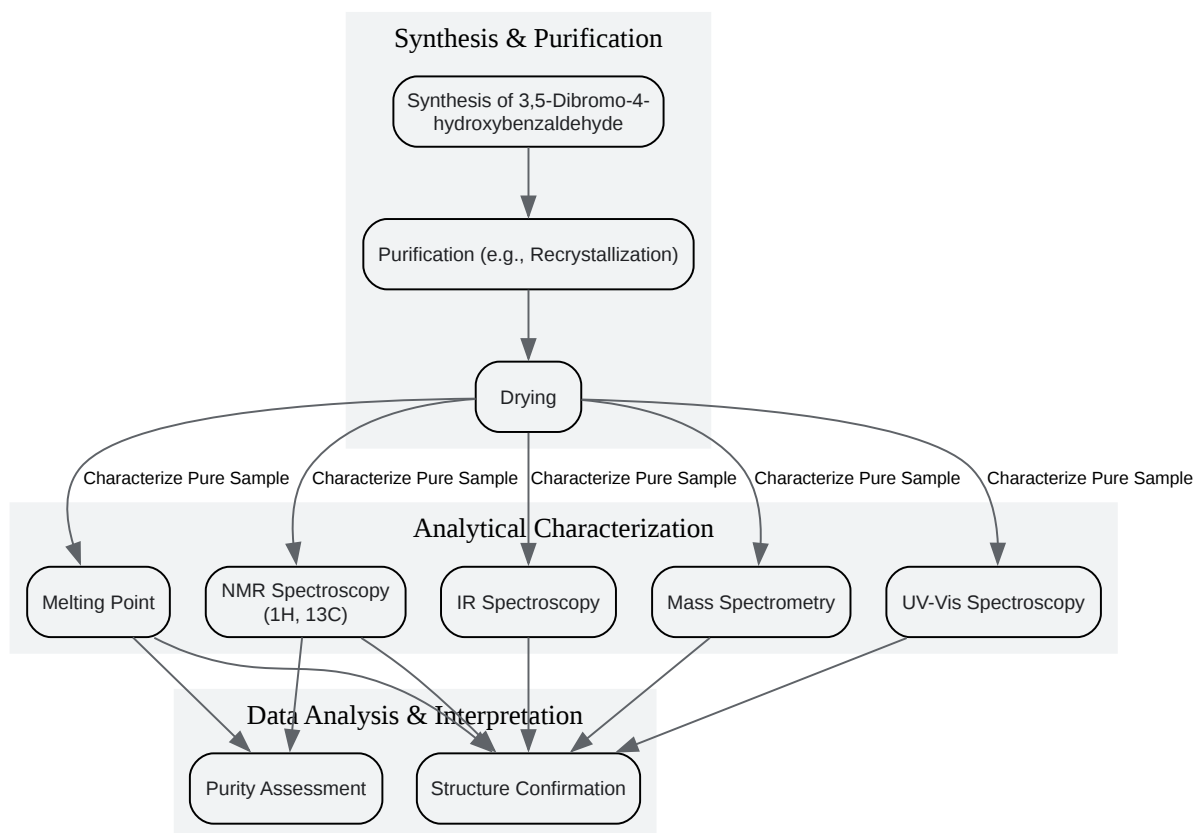 Synthesis & Purification
Synthesis of 3,5-Dibromo-4-
hydroxybenzaldehyde
Purification (e.g., Recrystallization)
Drying
Characterize Pure Sample
Characterize Pure Sample
Characterize Pure Sample
Characterize Pure Sample
Characterize Pure Sample
Analytical Characterization
Melting Point
NMR Spectroscopy
(1H, 13C)
IR Spectroscopy
Mass Spectrometry
UV-Vis Spectroscopy
Data Analysis & Interpretation
Purity Assessment
Structure Confirmation